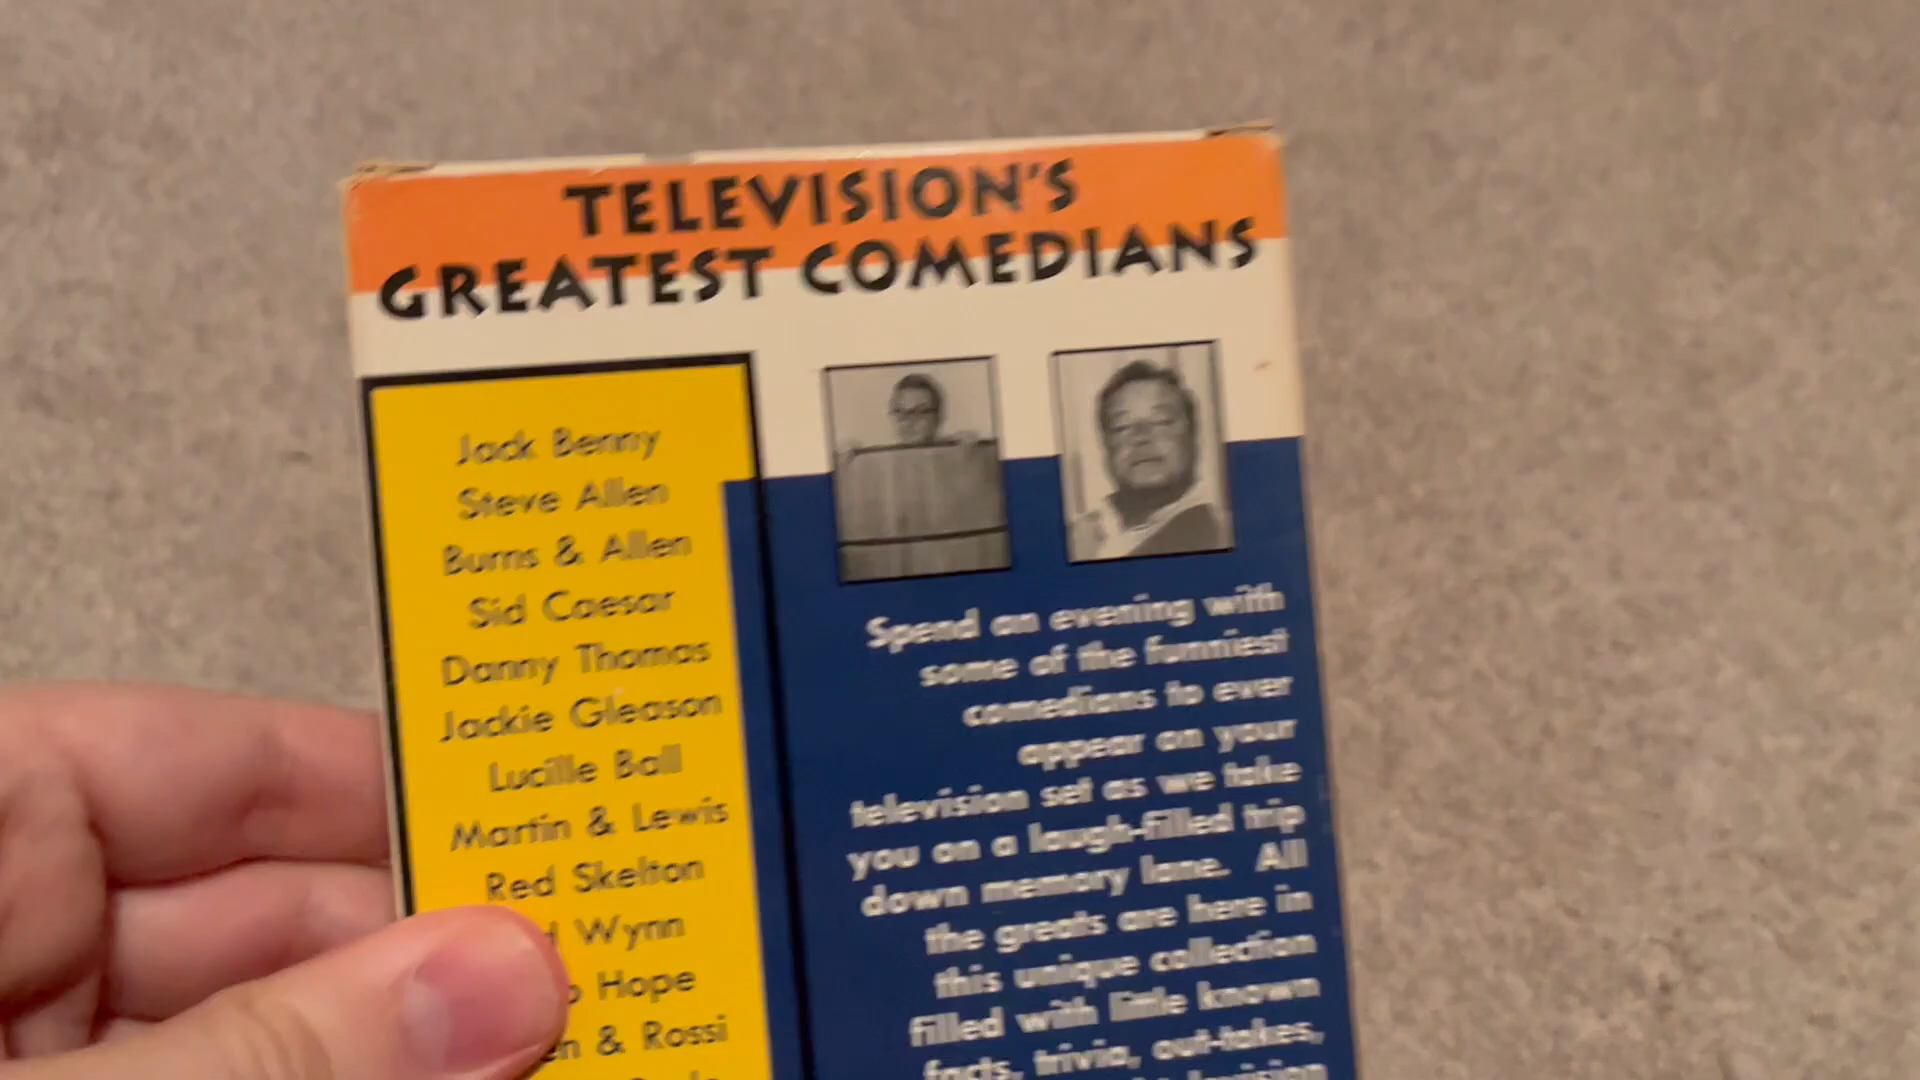 TELEVISION'S
GREATEST COMEDIANS
Jack Benny
Steve Allen
Burns & Allen
Sid Caesar
Danny Thomas
Jackie Gleason
Lucille Ball
Martin & Lewis
Red Skelton
Wynn
Hope
& Rossi
Spend an evening with
some of the funniest
comedians to ever
appear on your
television set as we take
you on a laugh-filled trip
down memory lane. All
the greats are here in
this unique collection
filled with little known
facts, trivia, out-takes,